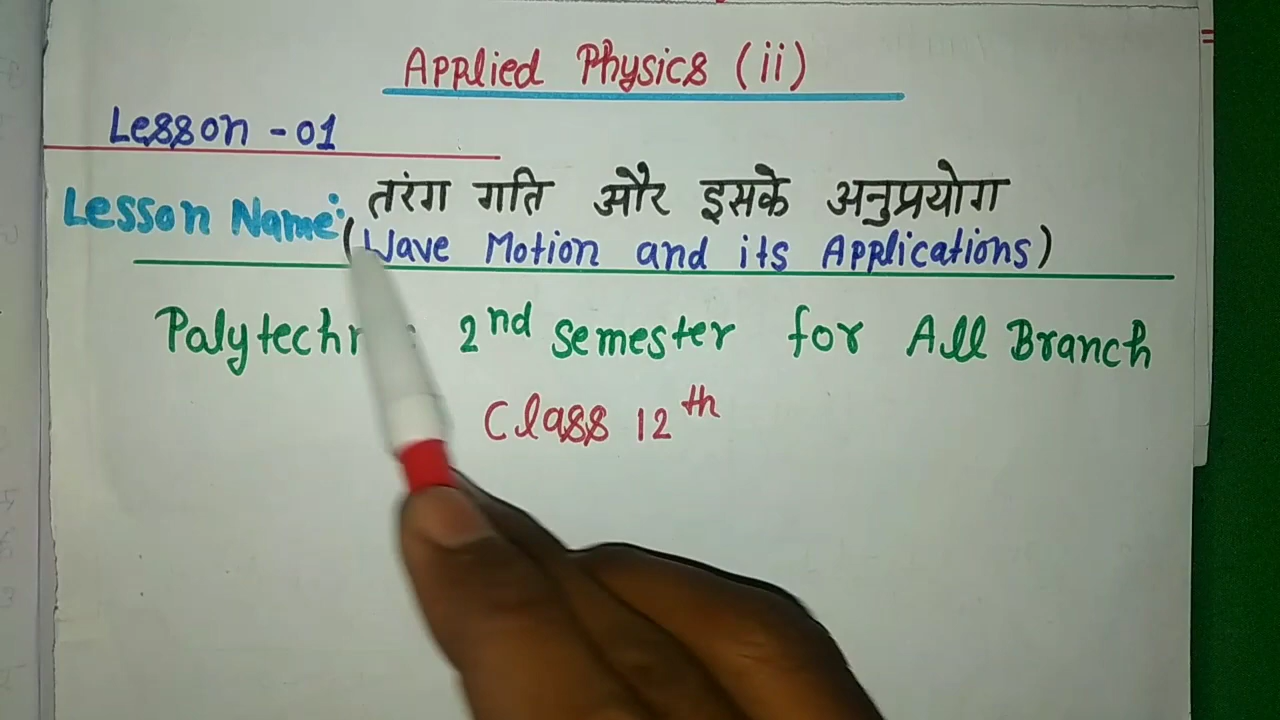 Applied Physics (ii)
Lesson - 01
Lesson Name: तरंग गति और इसके अनुप्रयोग
(Wave Motion and its Applications)
2nd semester for All Branch
Class 12th